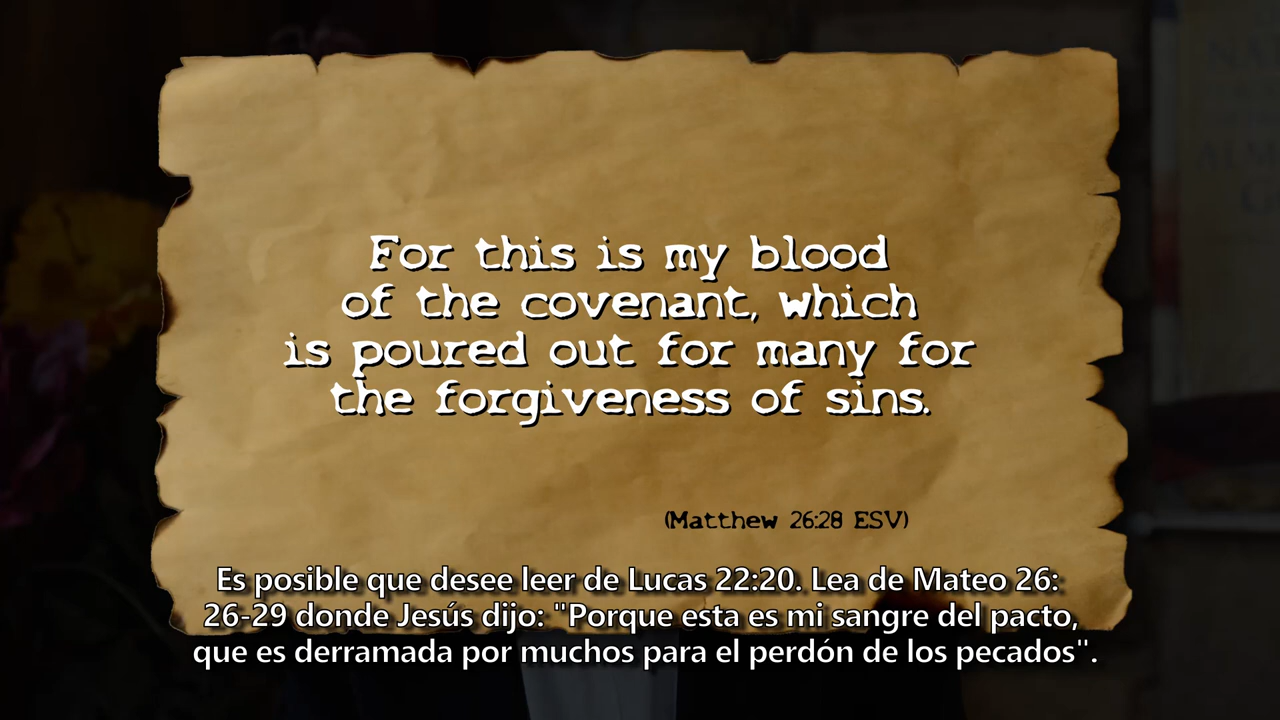 For this is my blood
of the covenant, which
is poured out for many for
the forgiveness of sins.
(Matthew 26:28 ESV)
Es posible que desee leer de Lucas 22:20. Lea de Mateo 26:
26-29 donde Jesús dijo: "Porque esta es mi sangre del pacto,
que es derramada por muchos para el perdón de los pecados".